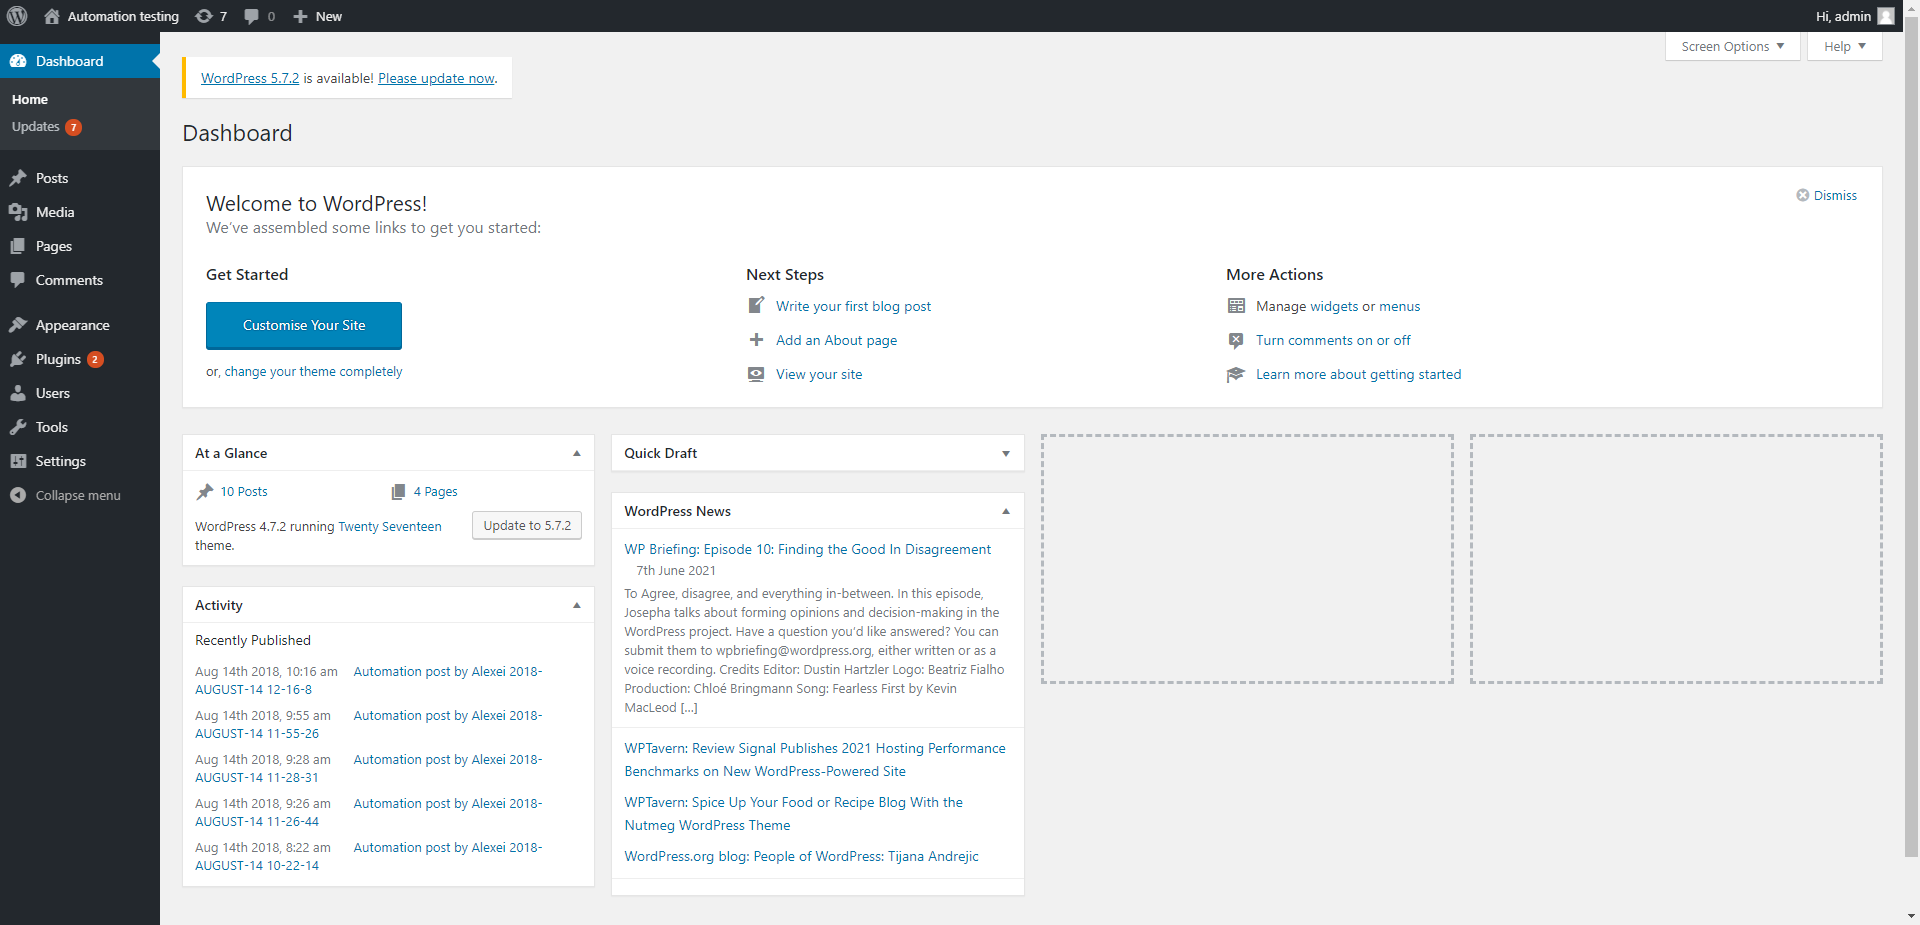 Automation testing 7 0 New Hi, admin
Dashboard
Home
Updates 7
Posts
Media
Pages
Comments
Appearance
Plugins 2
Users
Tools
Settings
Collapse menu
Screen Options Help
WordPress 5.7.2 is available! Please update now.
Dashboard
Welcome to WordPress!
We've assembled some links to get you started:
Dismiss
Get Started
Customise Your Site
or, change your theme completely
Next Steps
Write your first blog post
Add an About page
View your site
More Actions
Manage widgets or menus
Turn comments on or off
Learn more about getting started
At a Glance
10 Posts 4 Pages
WordPress 4.7.2 running Twenty Seventeen
theme.
Update to 5.7.2
Activity
Recently Published
Aug 14th 2018, 10:16 am Automation post by Alexei 2018-
AUGUST-14 12-16-8
Aug 14th 2018, 9:55 am Automation post by Alexei 2018-
AUGUST-14 11-55-26
Aug 14th 2018, 9:28 am Automation post by Alexei 2018-
AUGUST-14 11-28-31
Aug 14th 2018, 9:26 am Automation post by Alexei 2018-
AUGUST-14 11-26-44
Aug 14th 2018, 8:22 am Automation post by Alexei 2018-
AUGUST-14 10-22-14
Quick Draft
WordPress News
WP Briefing: Episode 10: Finding the Good In Disagreement
7th June 2021
To Agree, disagree, and everything in-between. In this episode,
Josepha talks about forming opinions and decision-making in the
WordPress project. Have a question you'd like answered? You can
submit them to wpbriefing@wordpress.org, either written or as a
voice recording. Credits Editor: Dustin Hartzler Logo: Beatriz Fialho
Production: Chloé Bringmann Song: Fearless First by Kevin
MacLeod […]
WPTavern: Review Signal Publishes 2021 Hosting Performance
Benchmarks on New WordPress-Powered Site
WPTavern: Spice Up Your Food or Recipe Blog With the
Nutmeg WordPress Theme
WordPress.org blog: People of WordPress: Tijana Andrejic